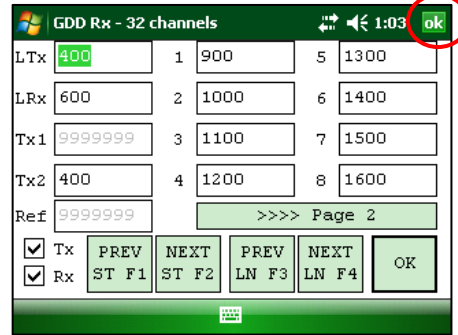 GDD Rx - 32 channels 1:03 ok
LTx 400 1 900 5 1300
LRx 600 2 1000 6 1400
Tx1 9999999 3 1100 7 1500
Tx2 400 4 1200 8 1600
Ref 9999999 >>>> Page 2
Tx PREV NEXT PREV NEXT OK
Rx ST F1 ST F2 LN F3 LN F4